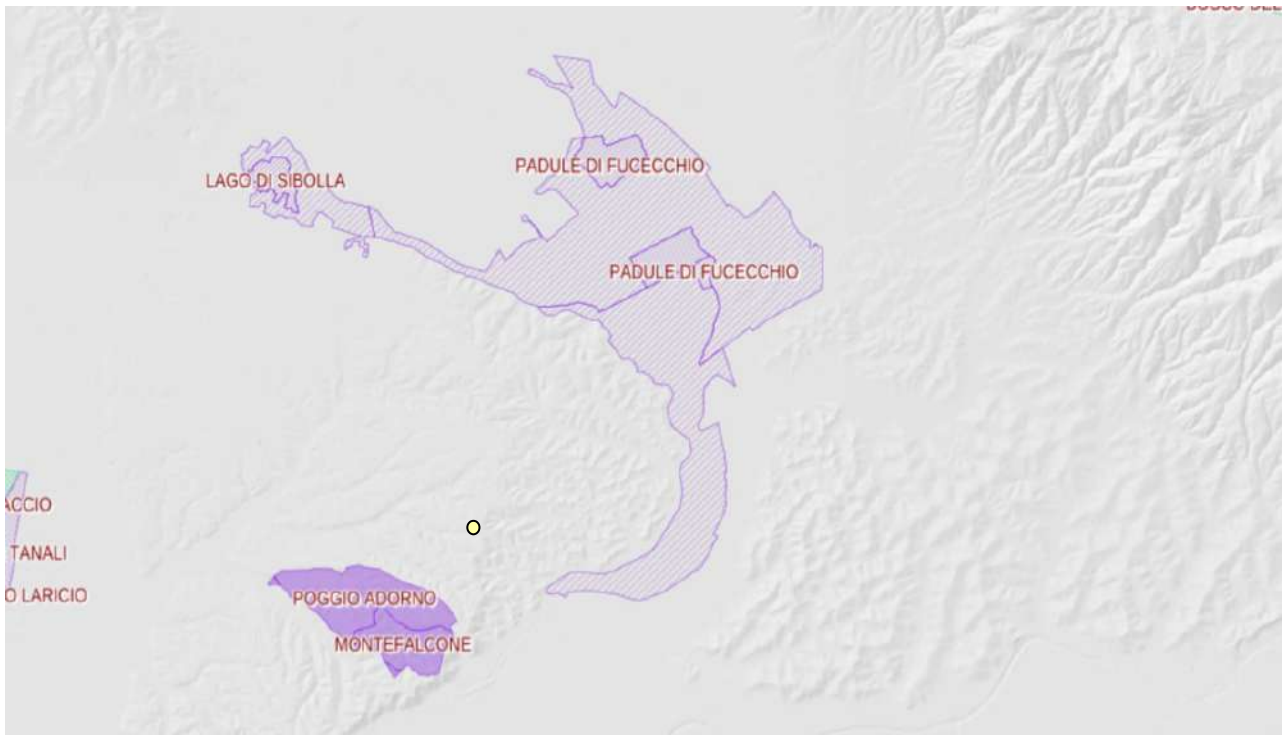 PADULE DI FUCECCHIO
LAGO DI SIBOLLA
PADULE DI FUCECCHIO
ACCIO
TANALI
O LARICIO
POGGIO ADORNO
MONTEFALCONE